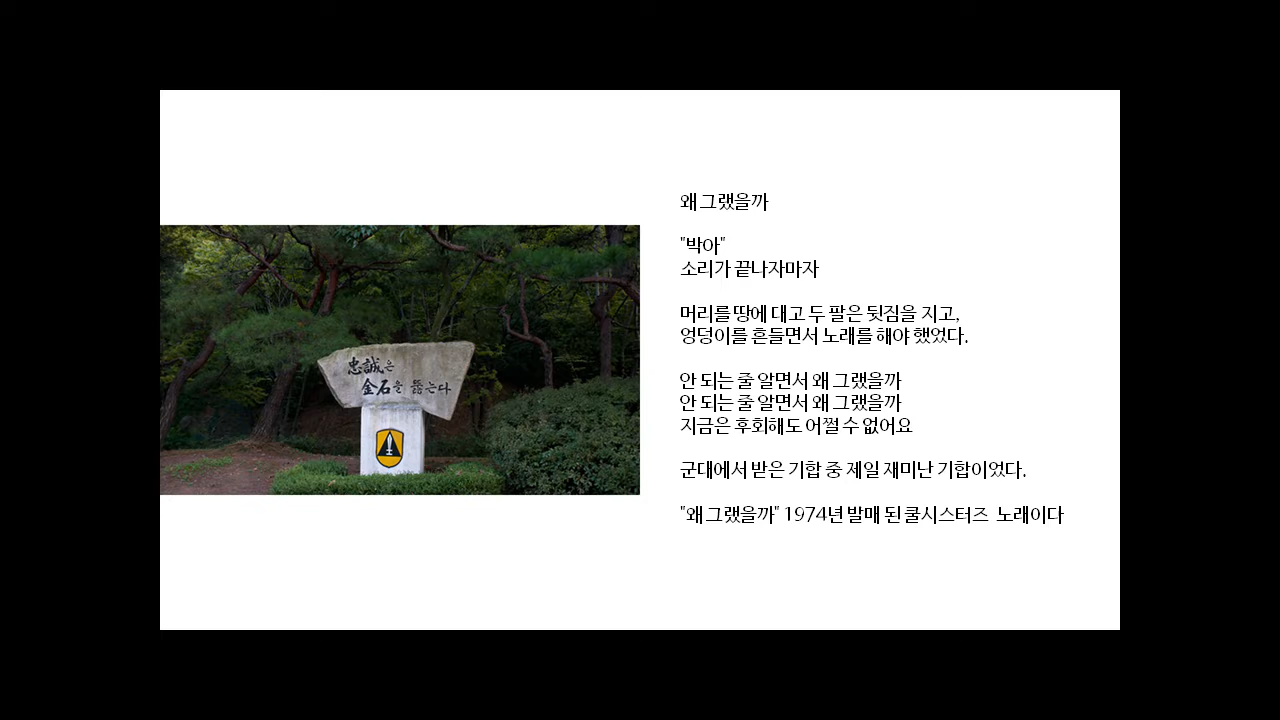 忠誠은
金石을 뚫는다
왜 그랬을까
"박아"
소리가 끝나자마자
머리를 땅에 대고 두 팔은 뒷짐을 지고,
엉덩이를 흔들면서 노래를 해야 했었다.
안 되는 줄 알면서 왜 그랬을까
안 되는 줄 알면서 왜 그랬을까
지금은 후회해도 어쩔 수 없어요
군대에서 받은 기합 중 제일 재미난 기합이었다.
"왜 그랬을까" 1974년 발매 된 쿨시스터즈 노래이다